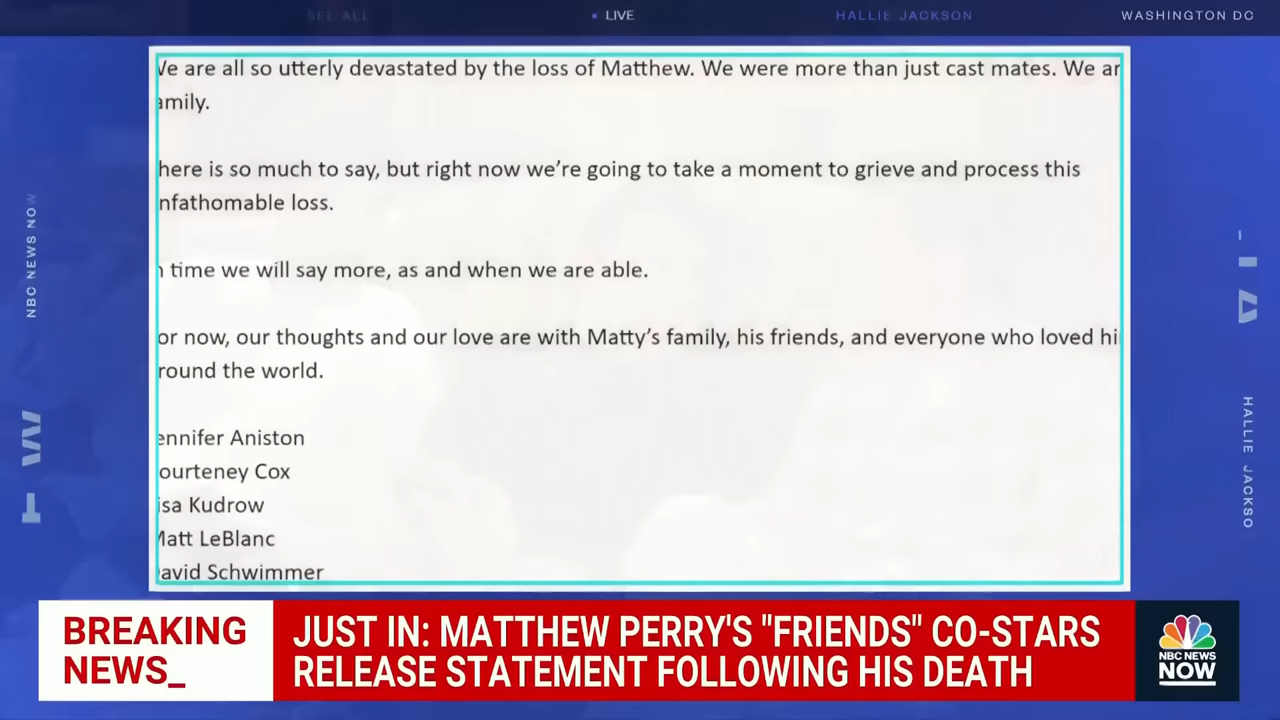 SEE ALL
LIVE
HALLIE JACKSON
WASHINGTON DC
We are all so utterly devastated by the loss of Matthew. We were more than just cast mates. We ar
amily.
here is so much to say, but right now we're going to take a moment to grieve and process this
nfathomable loss.
n time we will say more, as and when we are able.
or now, our thoughts and our love are with Matty's family, his friends, and everyone who loved hi
round the world.
ennifer Aniston
ourteney Cox
isa Kudrow
Matt LeBlanc
David Schwimmer
NBC NEWS NOW
HALLIE JACKSO
BREAKING
NEWS_
JUST IN: MATTHEW PERRY'S "FRIENDS" CO-STARS
RELEASE STATEMENT FOLLOWING HIS DEATH
NBC NEWS
NOW